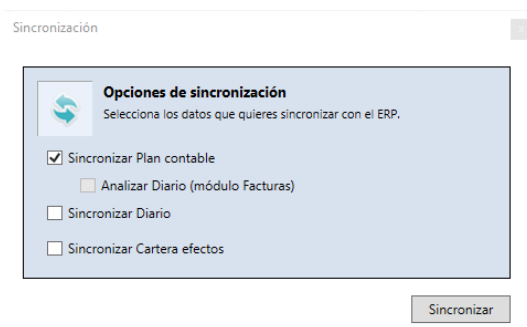 Sincronización
Opciones de sincronización
Selecciona los datos que quieres sincronizar con el ERP.
Sincronizar Plan contable
Analizar Diario (módulo Facturas)
Sincronizar Diario
Sincronizar Cartera efectos
Sincronizar